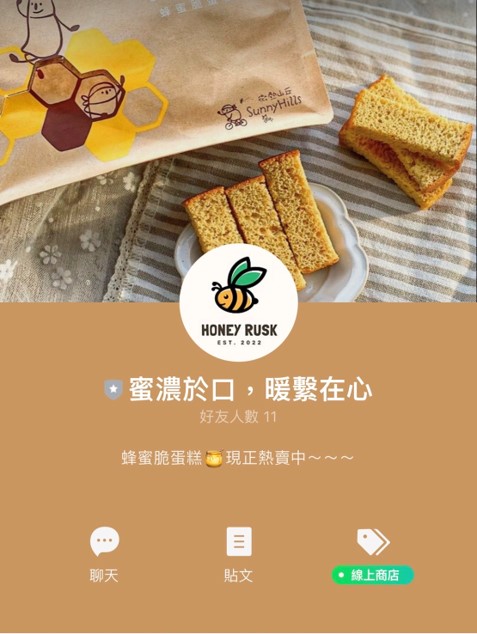 SunnyHills
HONEY RUSK
EST. 2022
蜜濃於口，暖繫在心
好友人數 11
蜂蜜脆蛋糕🍯現正熱賣中～～～
聊天
貼文
線上商店